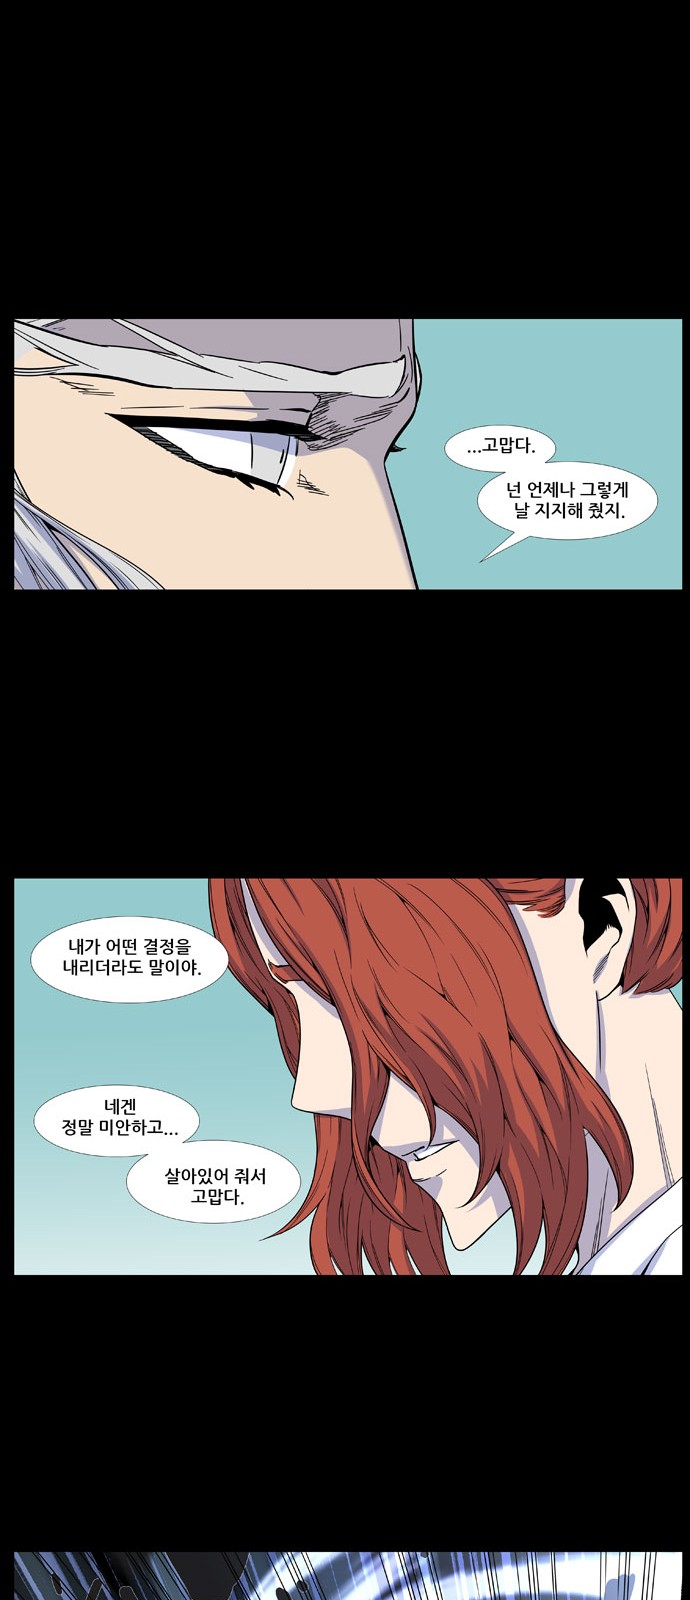 ...고맙다.
넌 언제나 그렇게
날 지지해 줬지.
내가 어떤 결정을
내리더라도 말이야.
네겐
정말 미안하고...
살아있어 줘서
고맙다.